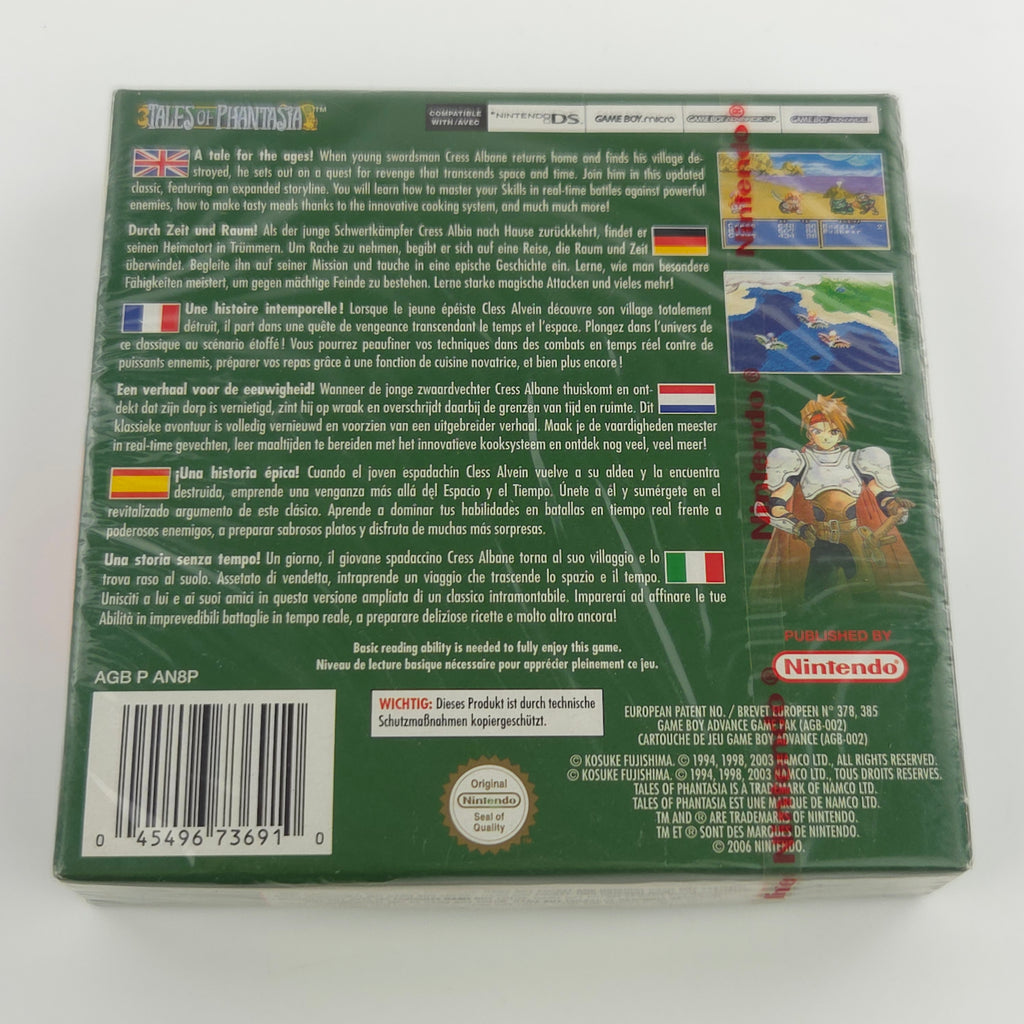 TALES OF PHANTASIA™
COMPATIBLE
WITH/AVEC
NINTENDO DS
GAME BOY micro
GAME BOY ADVANCE SP
GAME BOY ADVANCE
A tale for the ages! When young swordsman Cress Albane returns home and finds his village de-
stroyed, he sets out on a quest for revenge that transcends space and time. Join him in this updated
classic, featuring an expanded storyline. You will learn how to master your Skills in real-time battles against powerful
enemies, how to make tasty meals thanks to the innovative cooking system, and much much more!
Durch Zeit und Raum! Als der junge Schwertkämpfer Cress Albia nach Hause zurückkehrt, findet er
seinen Heimatort in Trümmern. Um Rache zu nehmen, begibt er sich auf eine Reise, die Raum und Zeit
überwindet. Begleite ihn auf seiner Mission und tauche in eine epische Geschichte ein. Lerne, wie man besondere
Fähigkeiten meistert, um gegen mächtige Feinde zu bestehen. Lerne starke magische Attacken und vieles mehr!
Une histoire intemporelle! Lorsque le jeune épéiste Cless Alvein découvre son village totalement
détruit, il part dans une quête de vengeance transcendant le temps et l'espace. Plongez dans l'univers de
ce classique au scénario étoffé! Vous pourrez peaufiner vos techniques dans des combats en temps réel contre de
puissants ennemis, préparer vos repas grâce à une fonction de cuisine novatrice, et bien plus encore!
Een verhaal voor de eeuwigheid! Wanneer de jonge zwaardvechter Cress Albane thuiskomt en ont-
dekt dat zijn dorp is vernietigd, zint hij op wraak en overschrijdt daarbij de grenzen van tijd en ruimte. Dit
klassieke avontuur is volledig vernieuwd en voorzien van een uitgebreider verhaal. Maak je de vaardigheden meester
in real-time gevechten, leer maaltijden te bereiden met het innovatieve kooksysteem en ontdek nog veel, veel meer!
¡Una historia épica! Cuando el joven espadachín Cless Alvein vuelve a su aldea y la encuentra
destruida, emprende una venganza más allá del Espacio y el Tiempo. Únete a él y sumérgete en el
revitalizado argumento de este clásico. Aprende a dominar tus habilidades en batallas en tiempo real frente a
poderosos enemigos, a preparar sabrosos platos y disfruta de muchas más sorpresas.
Una storia senza tempo! Un giorno, il giovane spadaccino Cress Albane torna al suo villaggio e lo
trova raso al suolo. Assetato di vendetta, intraprende un viaggio che trascende lo spazio e il tempo.
Unisciti a lui e ai suoi amici in questa versione ampliata di un classico intramontabile. Imparerai ad affinare le tue
Abilità in imprevedibili battaglie in tempo reale, a preparare deliziose ricette e molto altro ancora!
Basic reading ability is needed to fully enjoy this game.
Niveau de lecture basique nécessaire pour apprécier pleinement ce jeu.
Nintendo®
Nintendo®
Nintendo®
PUBLISHED BY
Nintendo®
AGB P AN8P
0 45496 73691 0
WICHTIG: Dieses Produkt ist durch technische
Schutzmaßnahmen kopiergeschützt.
Original
Nintendo
Seal of
Quality
EUROPEAN PATENT NO. / BREVET EUROPEEN N° 378, 385
GAME BOY ADVANCE GAME PAK (AGB-002)
CARTOUCHE DE JEU GAME BOY ADVANCE (AGB-002)
© KOSUKE FUJISHIMA. © 1994, 1998, 2003 NAMCO LTD., ALL RIGHTS RESERVED.
© KOSUKE FUJISHIMA. © 1994, 1998, 2003 NAMCO LTD., TOUS DROITS RESERVES.
TALES OF PHANTASIA IS A TRADEMARK OF NAMCO LTD.
TALES OF PHANTASIA EST UNE MARQUE DE NAMCO LTD.
TM AND ® ARE TRADEMARKS OF NINTENDO.
TM ET ® SONT DES MARQUES DE NINTENDO.
© 2006 NINTENDO.